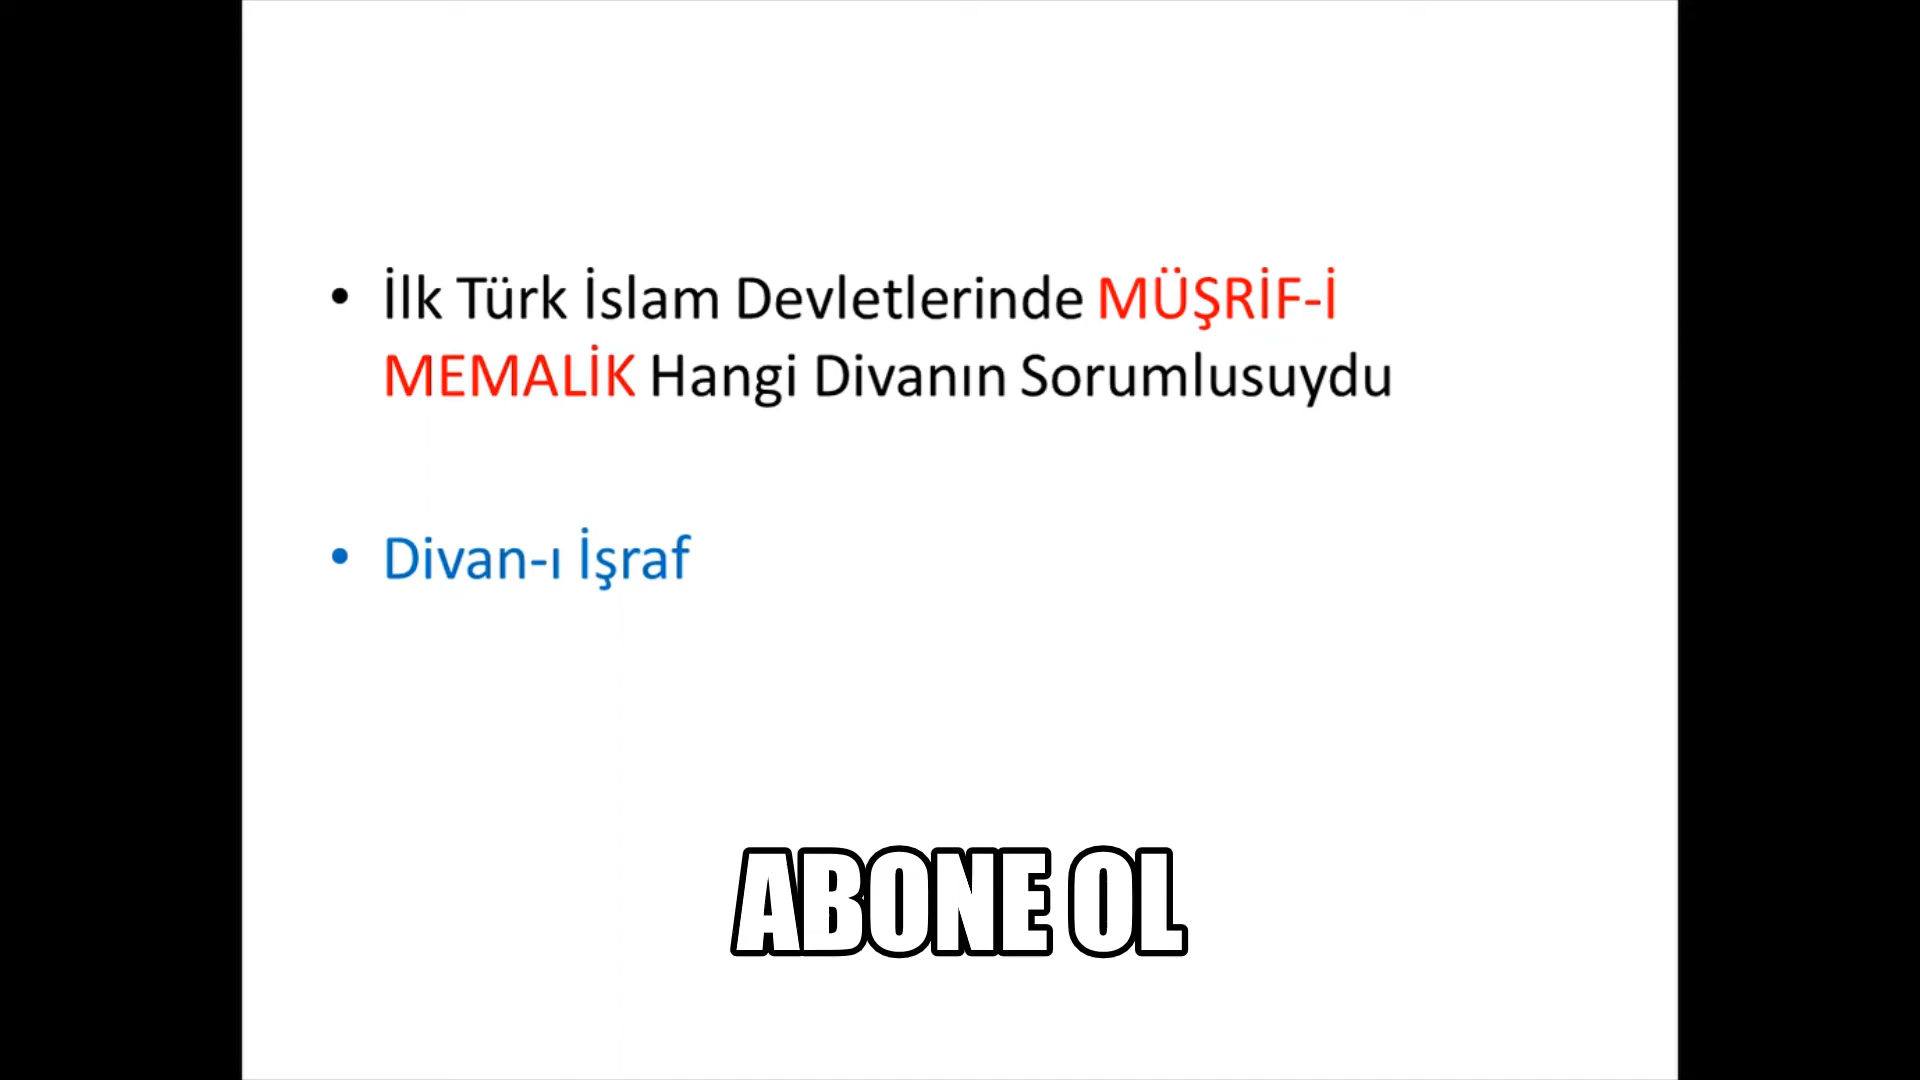 • İlk Türk İslam Devletlerinde MÜŞRİF-İ
MEMALİK Hangi Divanın Sorumlusuydu
• Divan-ı İşraf
ABONE OL